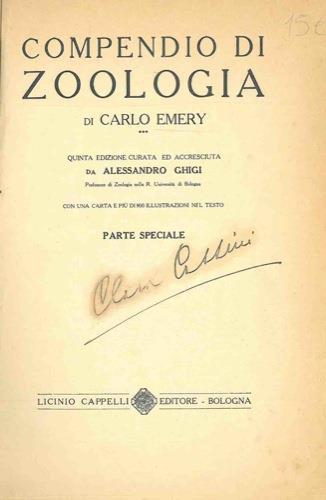 15€
COMPENDIO DI
ZOOLOGIA
DI CARLO EMERY
***
QUINTA EDIZIONE CURATA ED ACCRESCIUTA
DA ALESSANDRO GHIGI
Professore di Zoologia nella R. Università di Bologna
CON UNA CARTA E PIÙ DI 800 ILLUSTRAZIONI NEL TESTO
PARTE SPECIALE
LICINIO CAPPELLI EDITORE - BOLOGNA